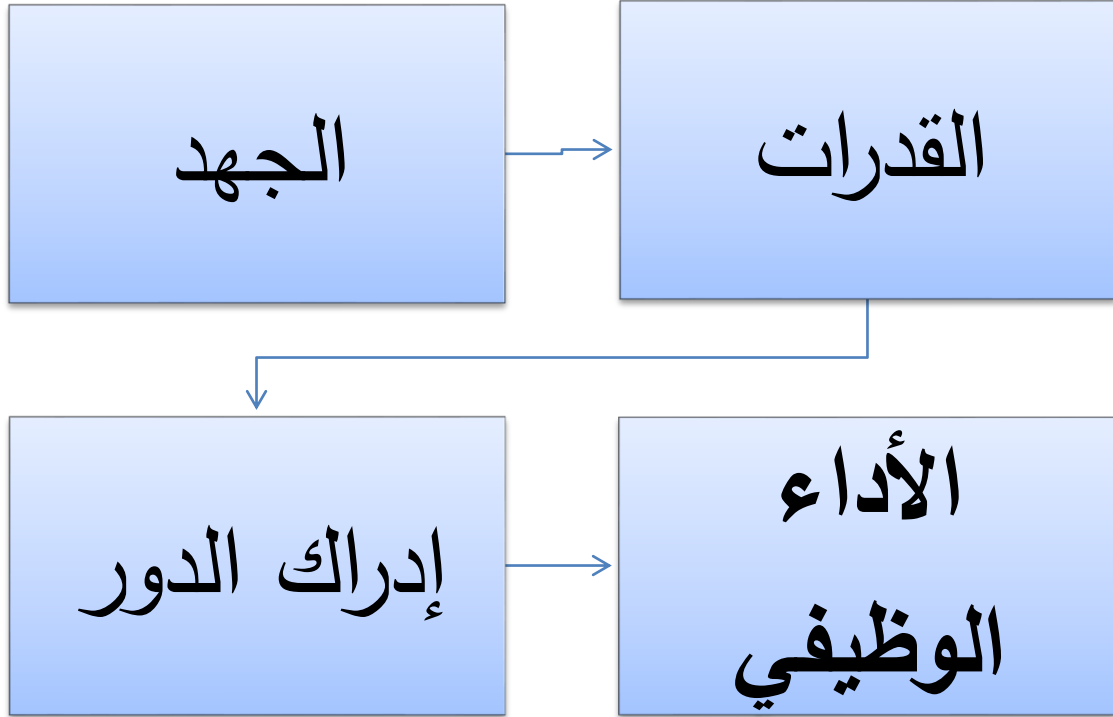 الجهد
القدرات
إدراك الدور
الأداء
الوظيفي